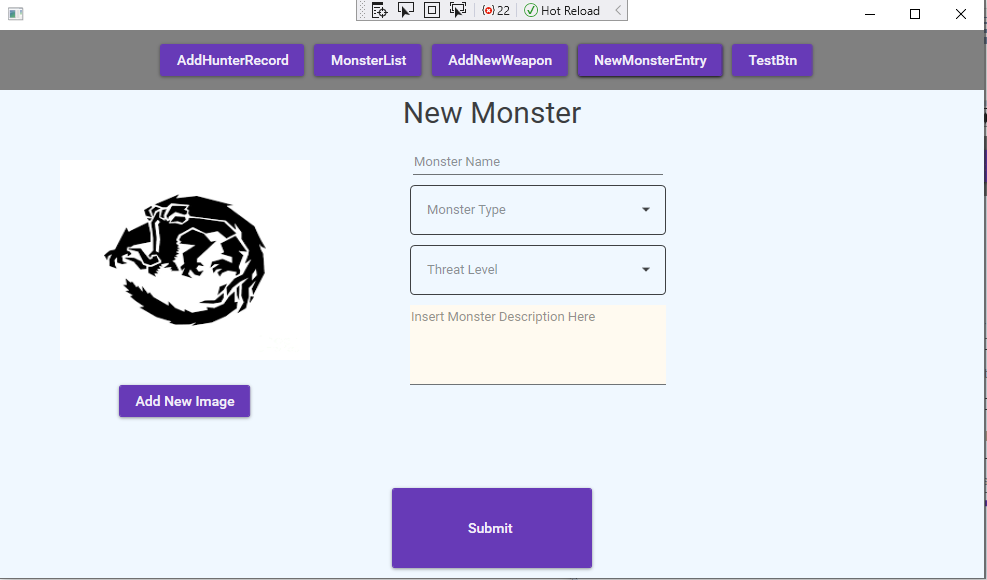 22 Hot Reload
AddHunterRecord MonsterList AddNewWeapon NewMonsterEntry TestBtn
New Monster
Monster Name
Monster Type
Threat Level
Insert Monster Description Here
Add New Image
Submit